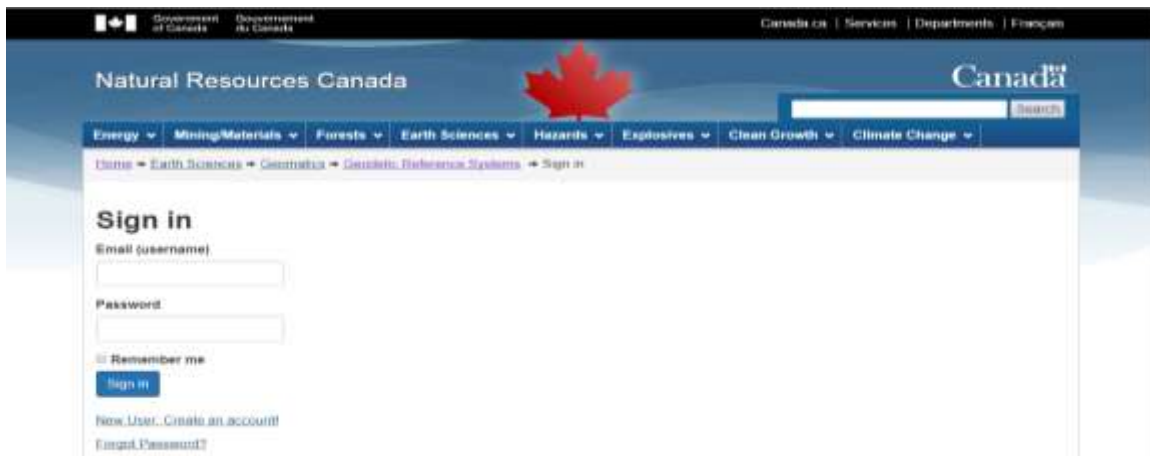 Government of Canada Gouvernement du Canada
Canada.ca | Services | Departments | Français
Natural Resources Canada
Canada
Search
Energy Mining/Materials Forests Earth Sciences Hazards Explosives Clean Growth Climate Change
Home ➔ Earth Sciences ➔ Geomatics ➔ Geodetic Reference Systems ➔ Sign in
Sign in
Email (username)
Password
Remember me
Sign in
New User. Create an account!
Forgot Password?